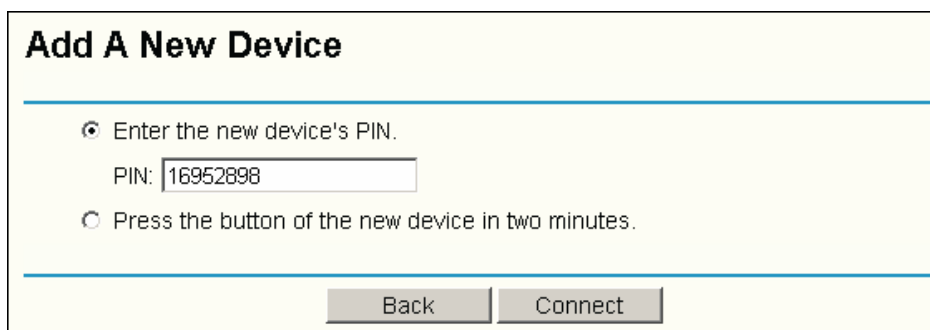 Add A New Device
Enter the new device's PIN.
PIN: 16952898
Press the button of the new device in two minutes.
Back Connect